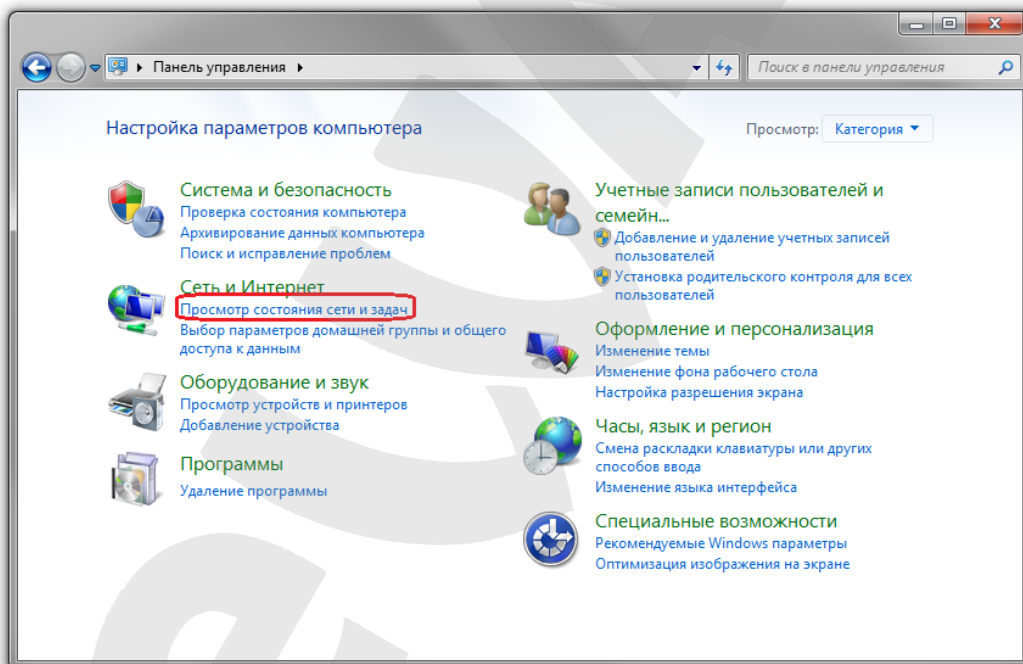 Панель управления
Поиск в панели управления
Настройка параметров компьютера
Просмотр: Категория
Система и безопасность
Проверка состояния компьютера
Архивирование данных компьютера
Поиск и исправление проблем
Сеть и Интернет
Просмотр состояния сети и задач
Выбор параметров домашней группы и общего
доступа к данным
Оборудование и звук
Просмотр устройств и принтеров
Добавление устройства
Программы
Удаление программы
Учетные записи пользователей и
семейн...
Добавление и удаление учетных записей
пользователей
Установка родительского контроля для всех
пользователей
Оформление и персонализация
Изменение темы
Изменение фона рабочего стола
Настройка разрешения экрана
Часы, язык и регион
Смена раскладки клавиатуры или других
способов ввода
Изменение языка интерфейса
Специальные возможности
Рекомендуемые Windows параметры
Оптимизация изображения на экране